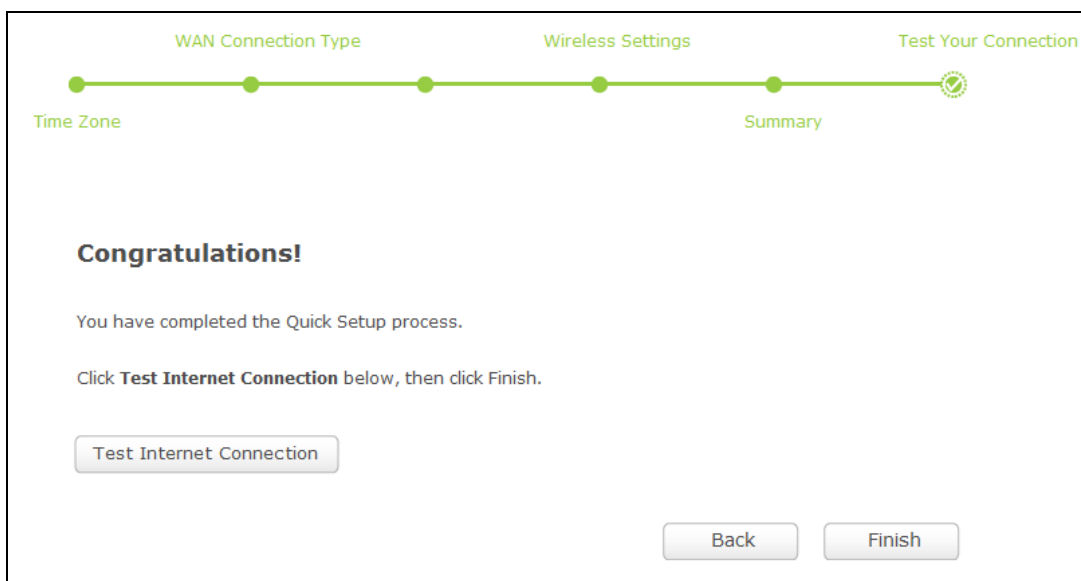 WAN Connection Type Wireless Settings Test Your Connection
Time Zone Summary
Congratulations!
You have completed the Quick Setup process.
Click Test Internet Connection below, then click Finish.
Test Internet Connection
Back Finish